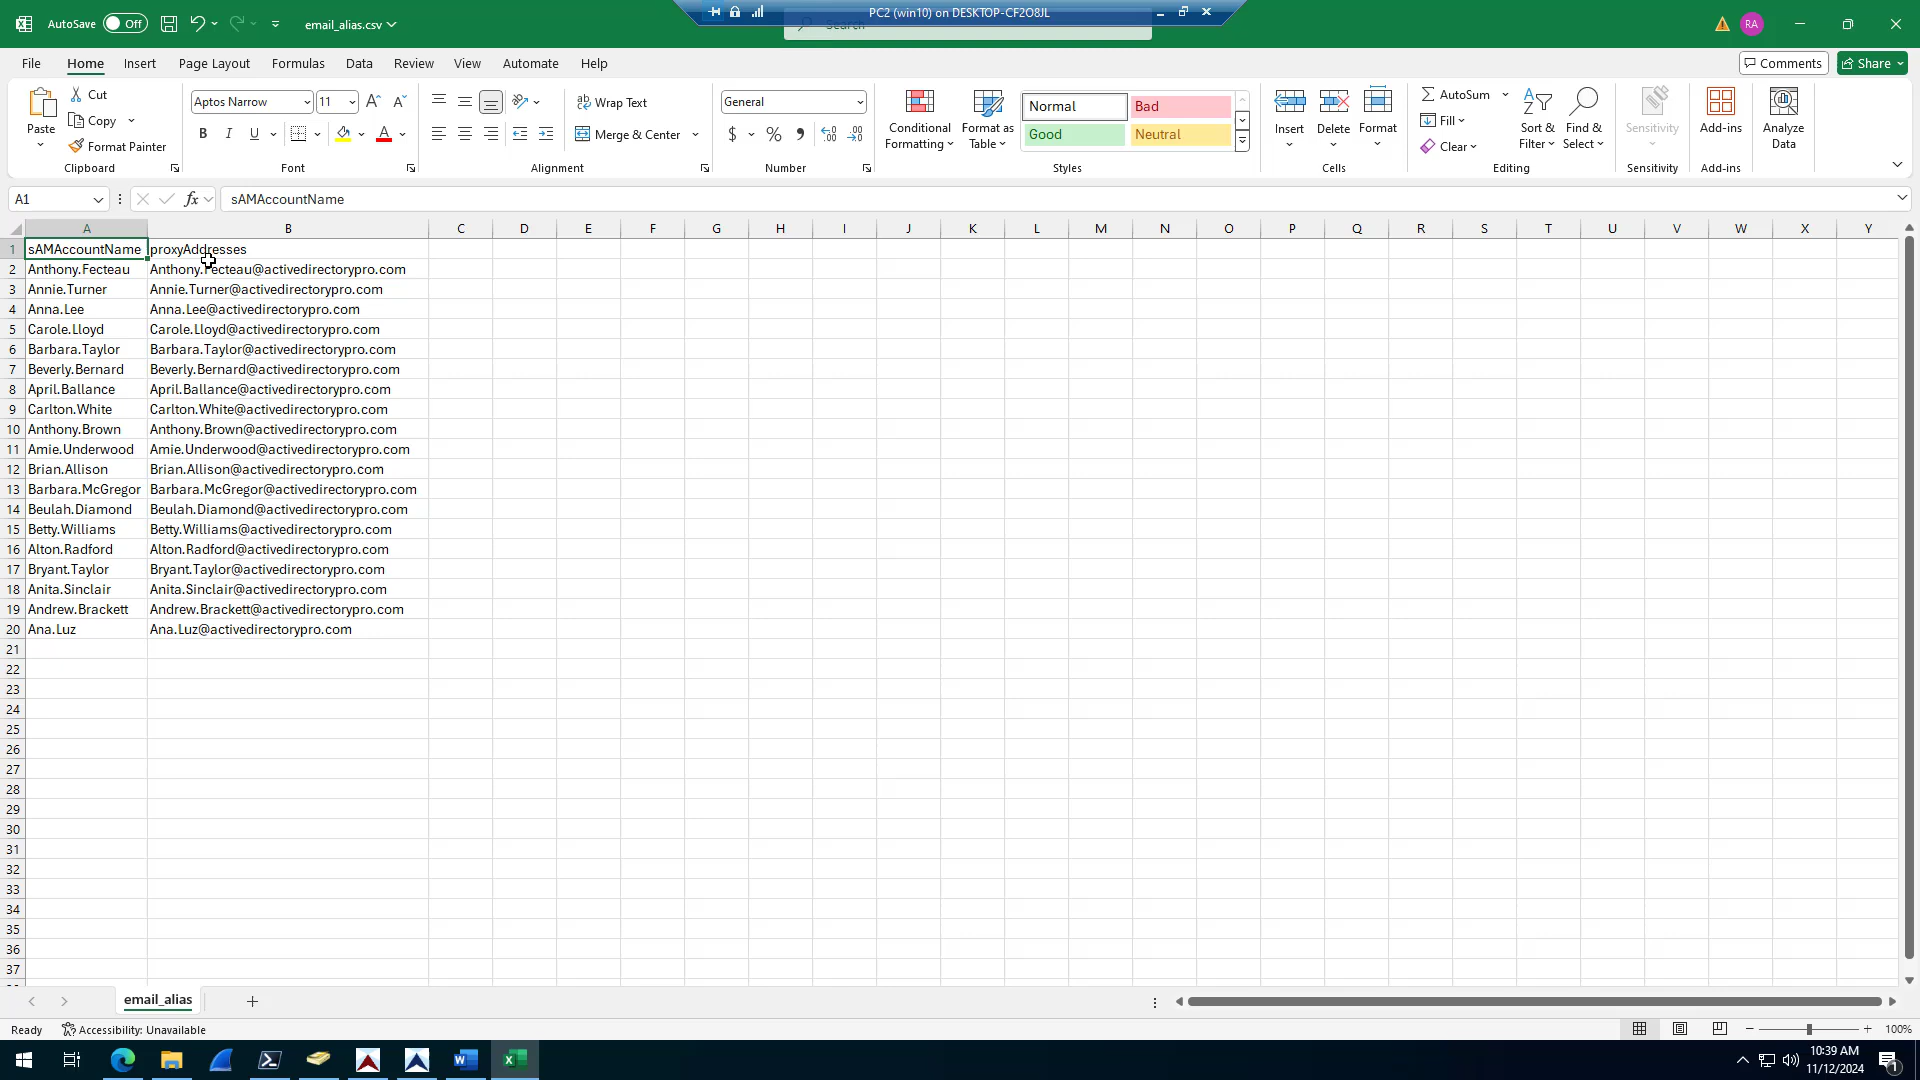 AutoSave Off email_alias.csv PC2 (win10) on DESKTOP-CF2O8JL RA
Search
File Home Insert Page Layout Formulas Data Review View Automate Help Comments Share
Paste Cut Copy Format Painter
Clipboard
Aptos Narrow 11 A A
B I U A
Font
Wrap Text
Merge & Center
Alignment
General
$ % 9
Number
Conditional Formatting
Format as Table
Normal Bad
Good Neutral
Styles
Insert Delete Format
Cells
AutoSum
Fill
Clear
Sort & Filter
Find & Select
Editing
Sensitivity
Sensitivity
Add-ins
Add-ins
Analyze Data
A1 fx sAMAccountName
A B C D E F G H I J K L M N O P Q R S T U V W X Y
1 sAMAccountName proxyAddresses
2 Anthony.Fecteau Anthony.Fecteau@activedirectorypro.com
3 Annie.Turner Annie.Turner@activedirectorypro.com
4 Anna.Lee Anna.Lee@activedirectorypro.com
5 Carole.Lloyd Carole.Lloyd@activedirectorypro.com
6 Barbara.Taylor Barbara.Taylor@activedirectorypro.com
7 Beverly.Bernard Beverly.Bernard@activedirectorypro.com
8 April.Ballance April.Ballance@activedirectorypro.com
9 Carlton.White Carlton.White@activedirectorypro.com
10 Anthony.Brown Anthony.Brown@activedirectorypro.com
11 Amie.Underwood Amie.Underwood@activedirectorypro.com
12 Brian.Allison Brian.Allison@activedirectorypro.com
13 Barbara.McGregor Barbara.McGregor@activedirectorypro.com
14 Beulah.Diamond Beulah.Diamond@activedirectorypro.com
15 Betty.Williams Betty.Williams@activedirectorypro.com
16 Alton.Radford Alton.Radford@activedirectorypro.com
17 Bryant.Taylor Bryant.Taylor@activedirectorypro.com
18 Anita.Sinclair Anita.Sinclair@activedirectorypro.com
19 Andrew.Brackett Andrew.Brackett@activedirectorypro.com
20 Ana.Luz Ana.Luz@activedirectorypro.com
21
22
23
24
25
26
27
28
29
30
31
32
33
34
35
36
37
email_alias
Ready Accessibility: Unavailable 100%
10:39 AM
11/12/2024
1